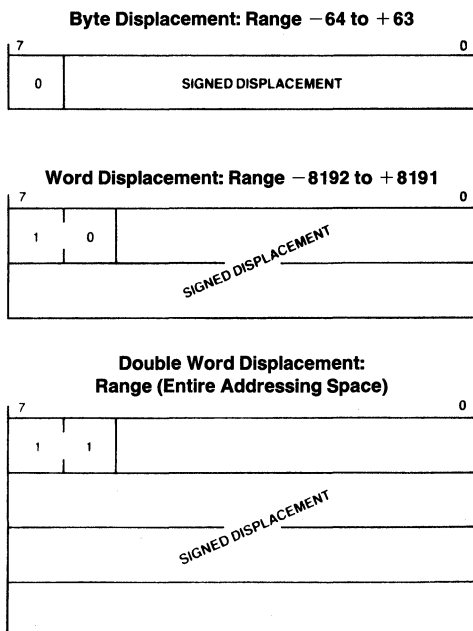 Byte Displacement: Range −64 to +63
7 0
0 SIGNED DISPLACEMENT
Word Displacement: Range −8192 to +8191
7 0
1 0
SIGNED DISPLACEMENT
Double Word Displacement:
Range (Entire Addressing Space)
7 0
1 1
SIGNED DISPLACEMENT